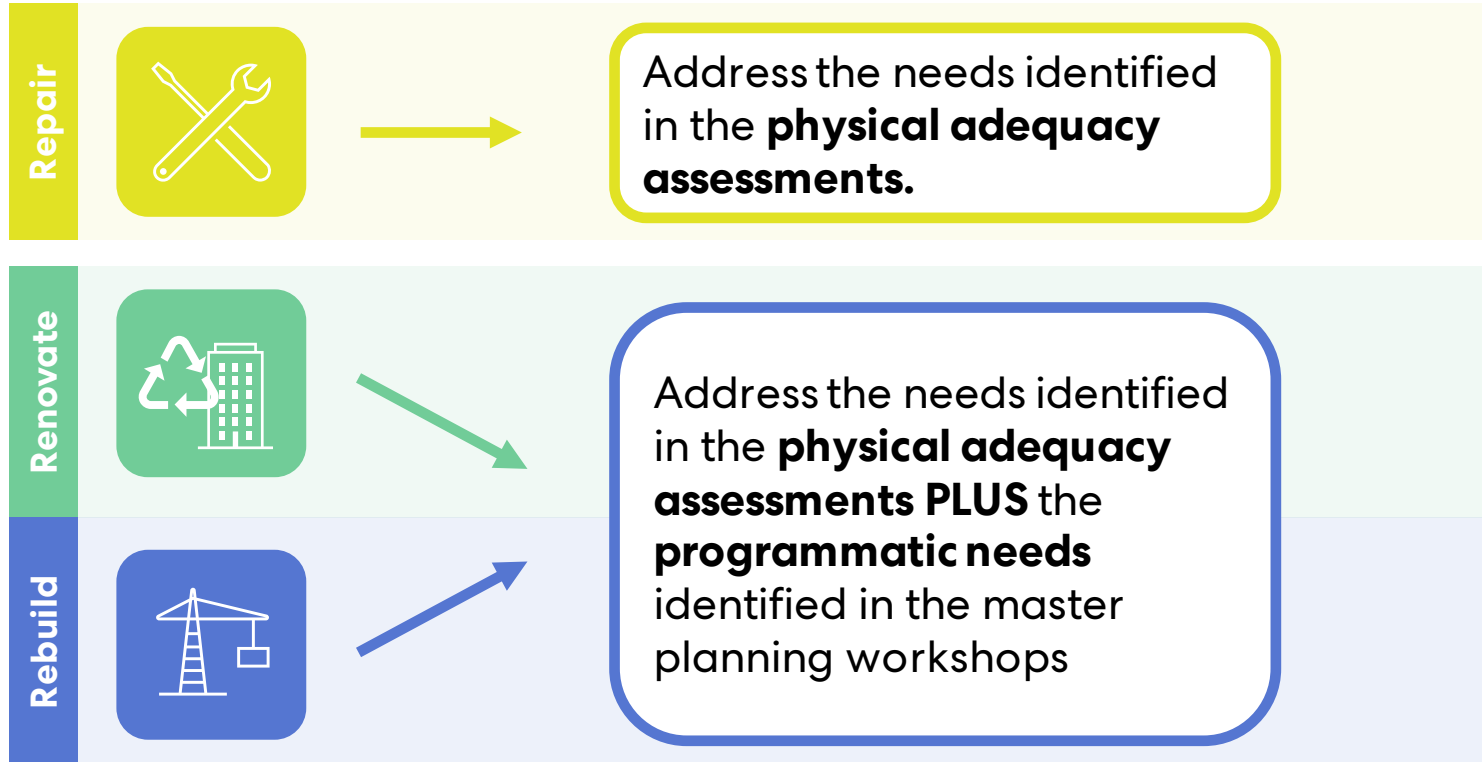 Repair
Address the needs identified
in the physical adequacy
assessments.
Renovate
Rebuild
Address the needs identified
in the physical adequacy
assessments PLUS the
programmatic needs
identified in the master
planning workshops